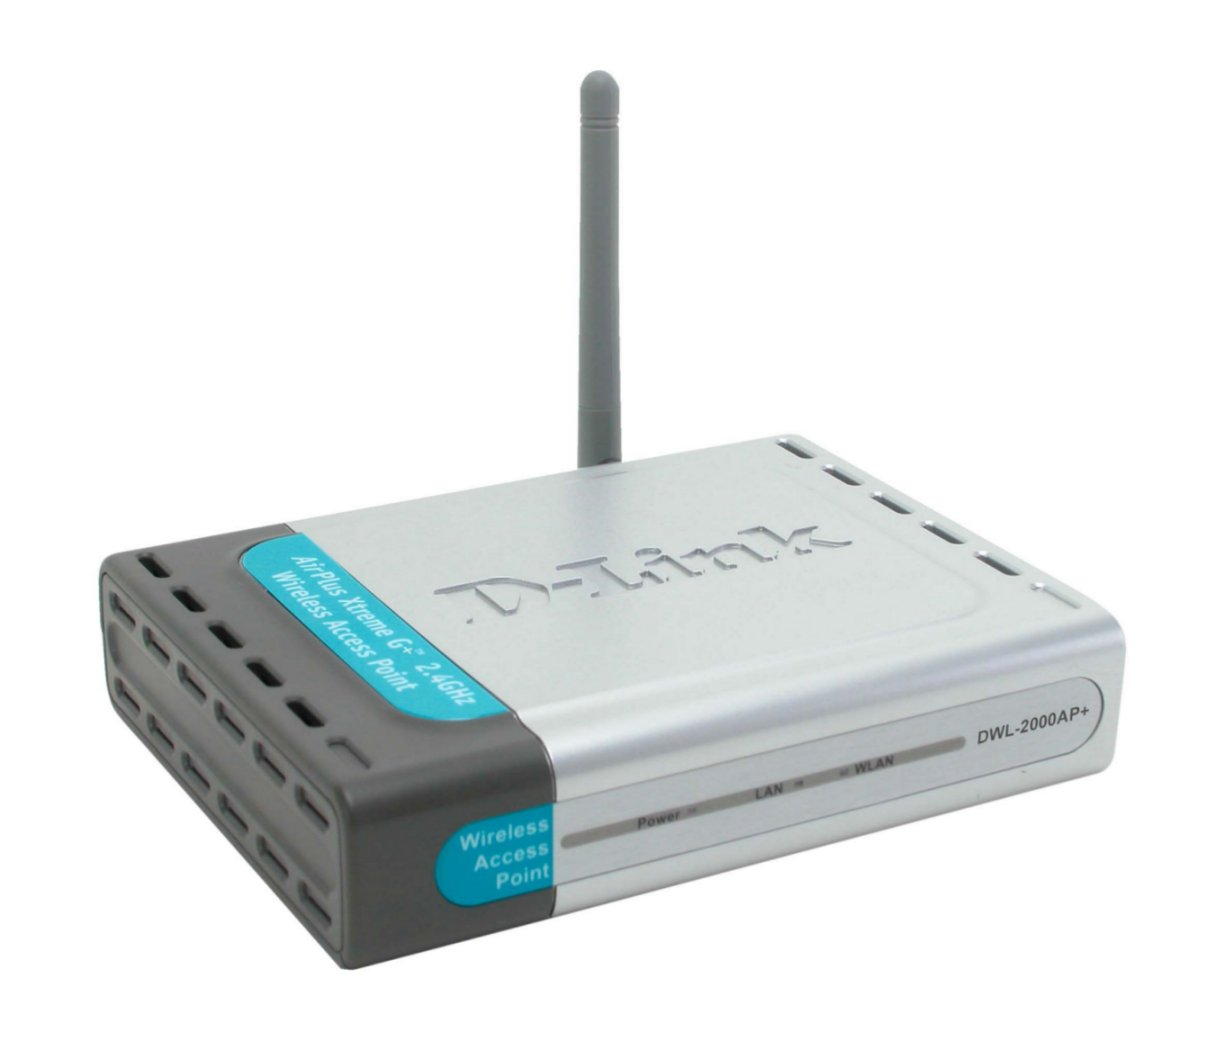 D-Link
AirPlus Xtreme G+™ 2.4GHz
Wireless Access Point
DWL-2000AP+
Power
LAN
WLAN
Wireless
Access
Point